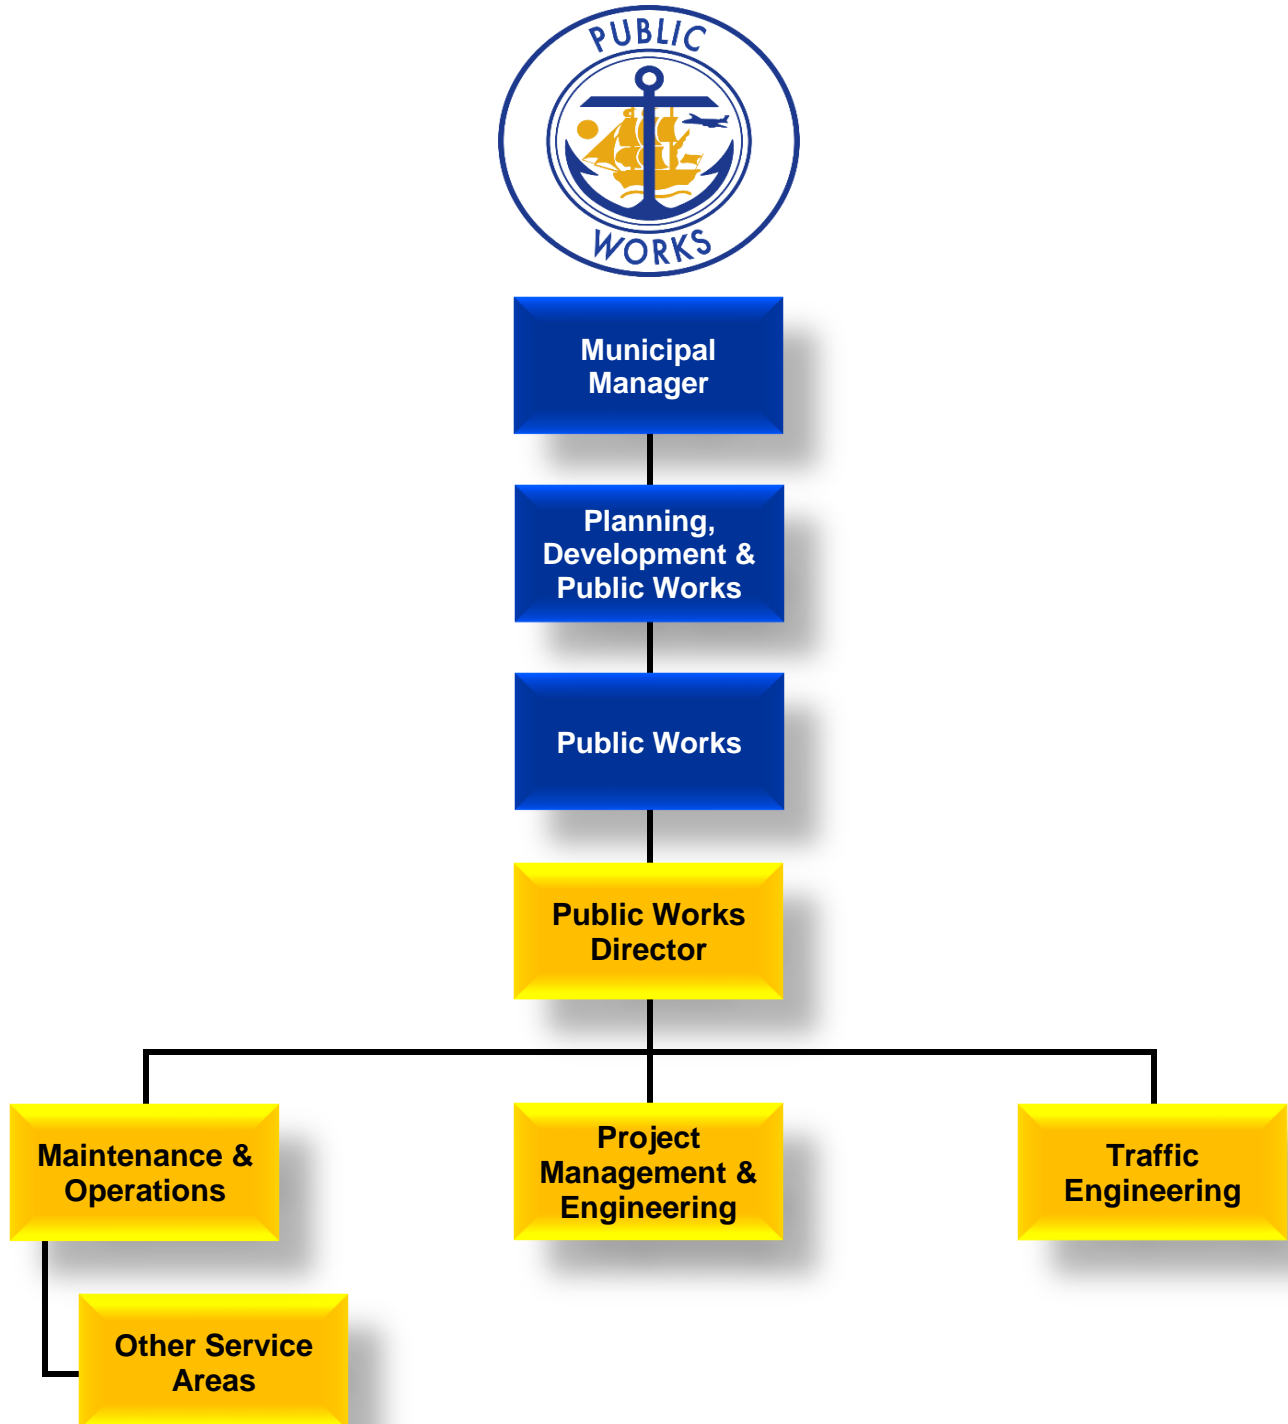 PUBLIC
WORKS
Municipal
Manager
Planning,
Development &
Public Works
Public Works
Public Works
Director
Maintenance &
Operations
Project
Management &
Engineering
Traffic
Engineering
Other Service
Areas